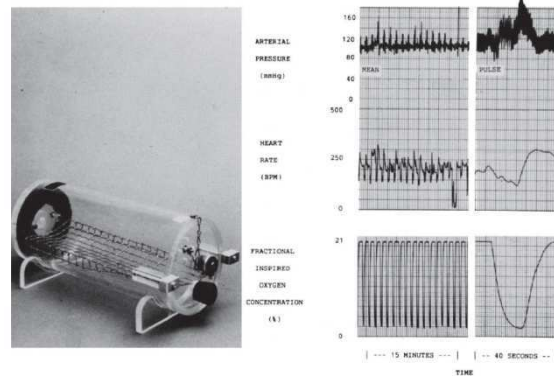 ARTERIAL
PRESSURE
(mmHg)
160
120
80
40
0
MEAN
PULSE
HEART
RATE
(BPM)
500
250
0
FRACTIONAL
INSPIRED
OXYGEN
CONCENTRATION
(%)
21
0
| --- 15 MINUTES --- |
| -- 40 SECONDS -- |
TIME